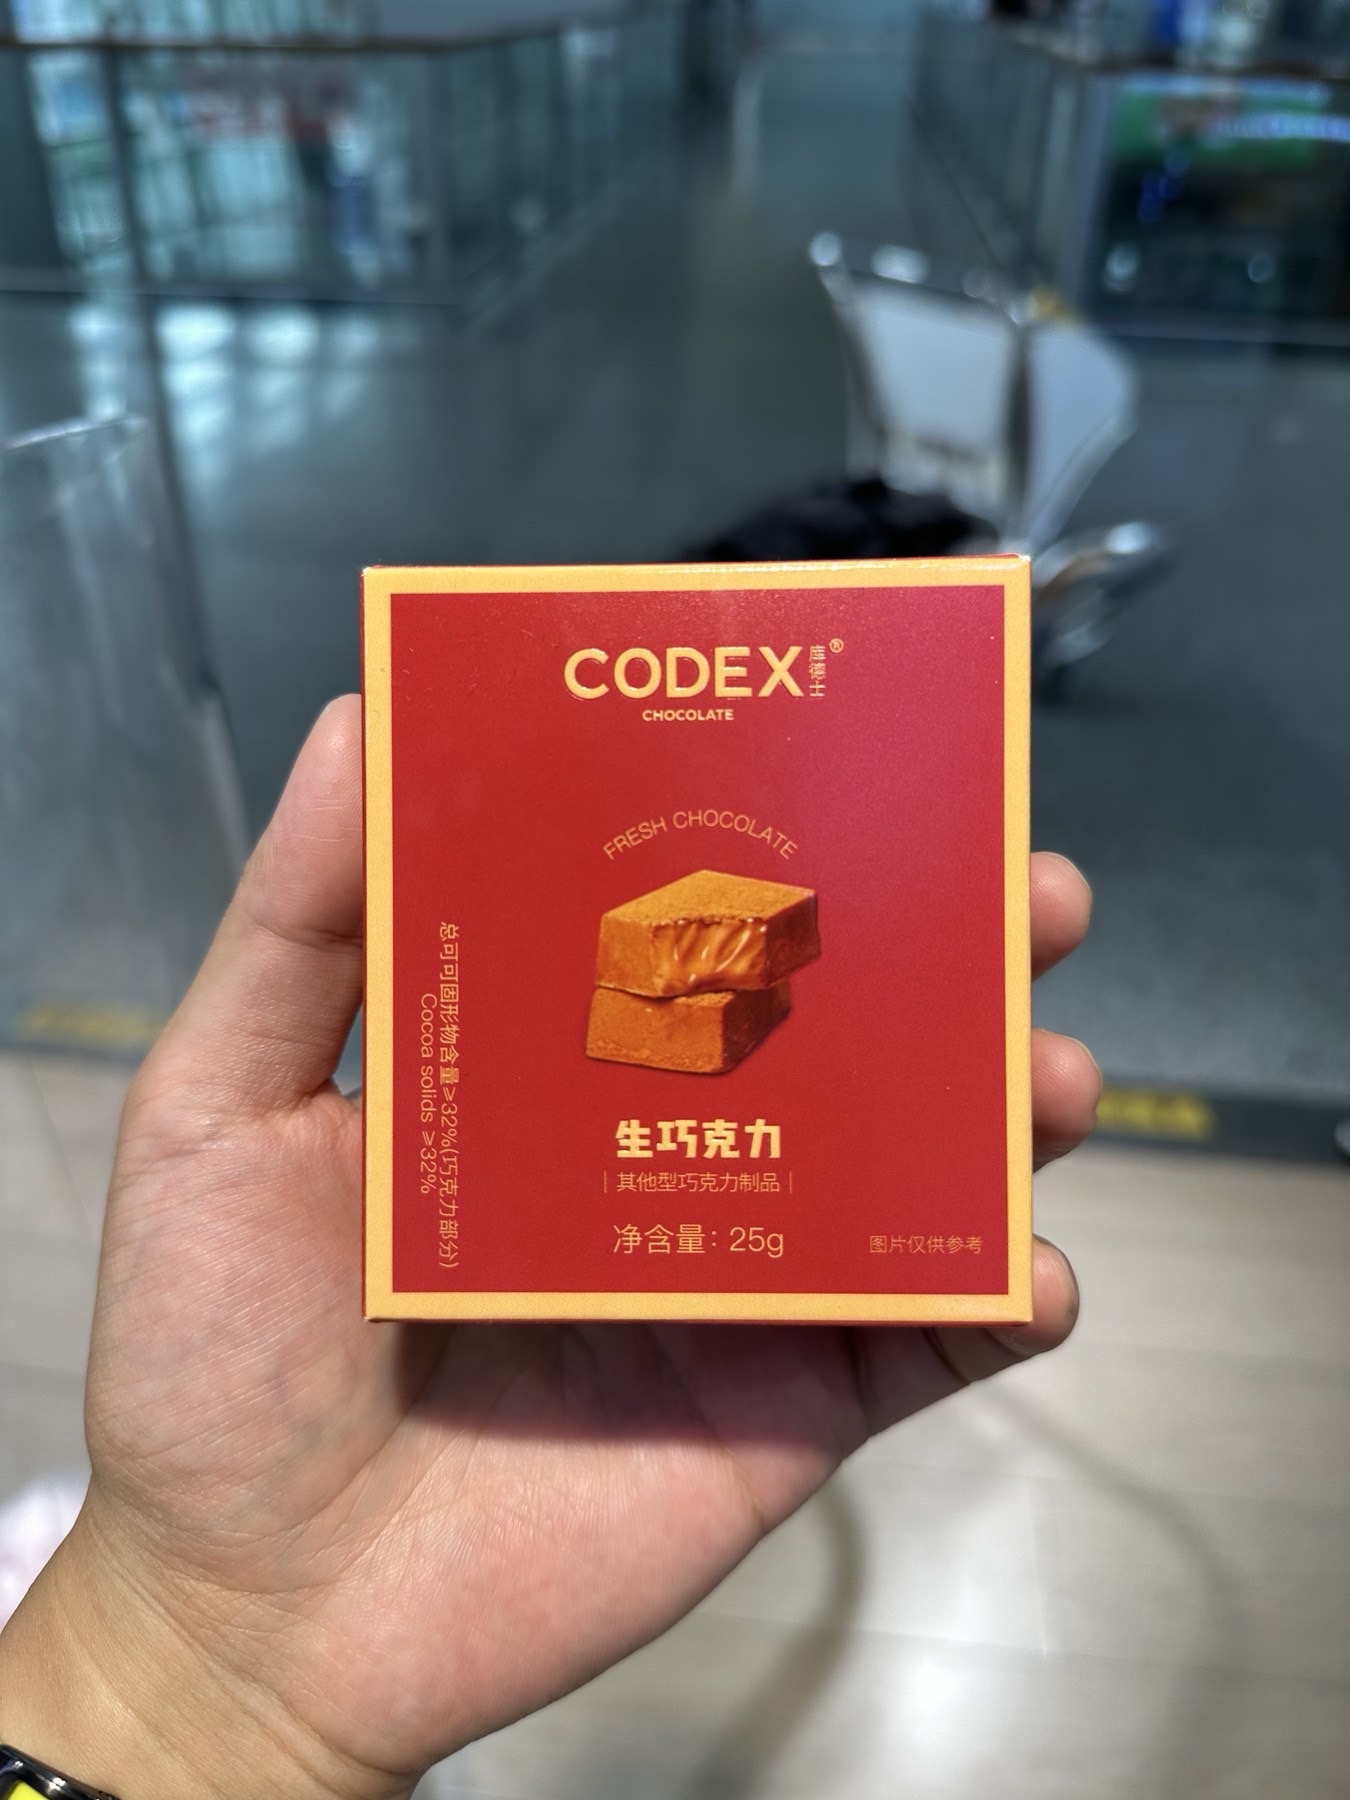 CODEX®
库德士
CHOCOLATE
FRESH CHOCOLATE
总可可固形物含量≥32%(巧克力部分)
Cocoa solids ≥32%
生巧克力
其他型巧克力制品
净含量: 25g
图片仅供参考